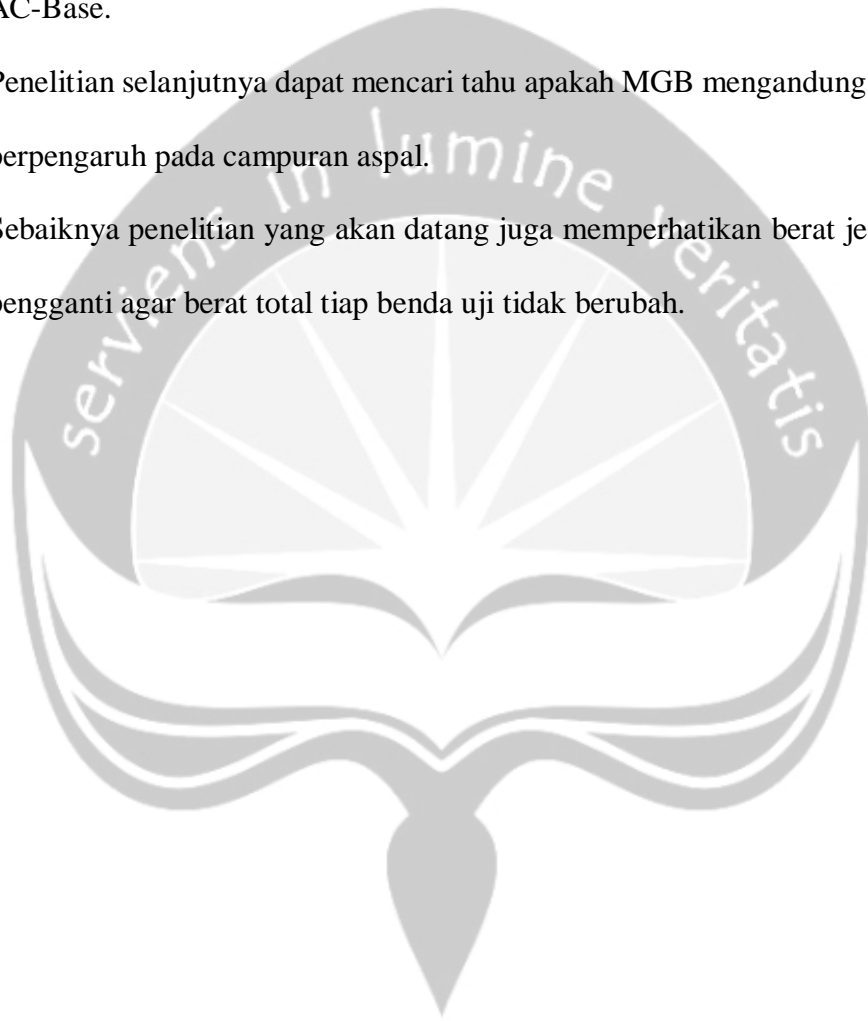 AC-Base.
Penelitian selanjutnya dapat mencari tahu apakah MGB mengandung
berpengaruh pada campuran aspal.
Sebaiknya penelitian yang akan datang juga memperhatikan berat je
pengganti agar berat total tiap benda uji tidak berubah.
serviens in lumine veritatis